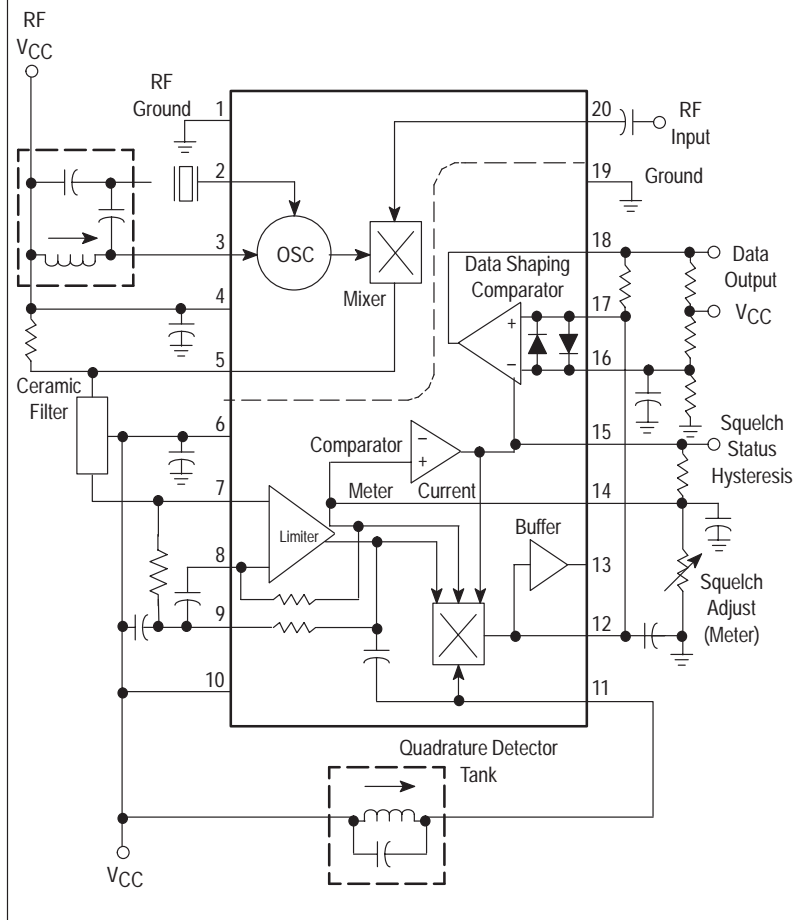 RF
VCC
RF
Ground
1
20
RF
Input
2
19
Ground
3
OSC
Mixer
18
Data
Output
Data Shaping
Comparator
+
17
VCC
4
−
16
5
Ceramic
Filter
6
Comparator
−
+
15
Squelch
Status
Hysteresis
Meter
Current
14
7
Limiter
Buffer
13
8
Squelch
Adjust
(Meter)
9
12
10
11
Quadrature Detector
Tank
VCC